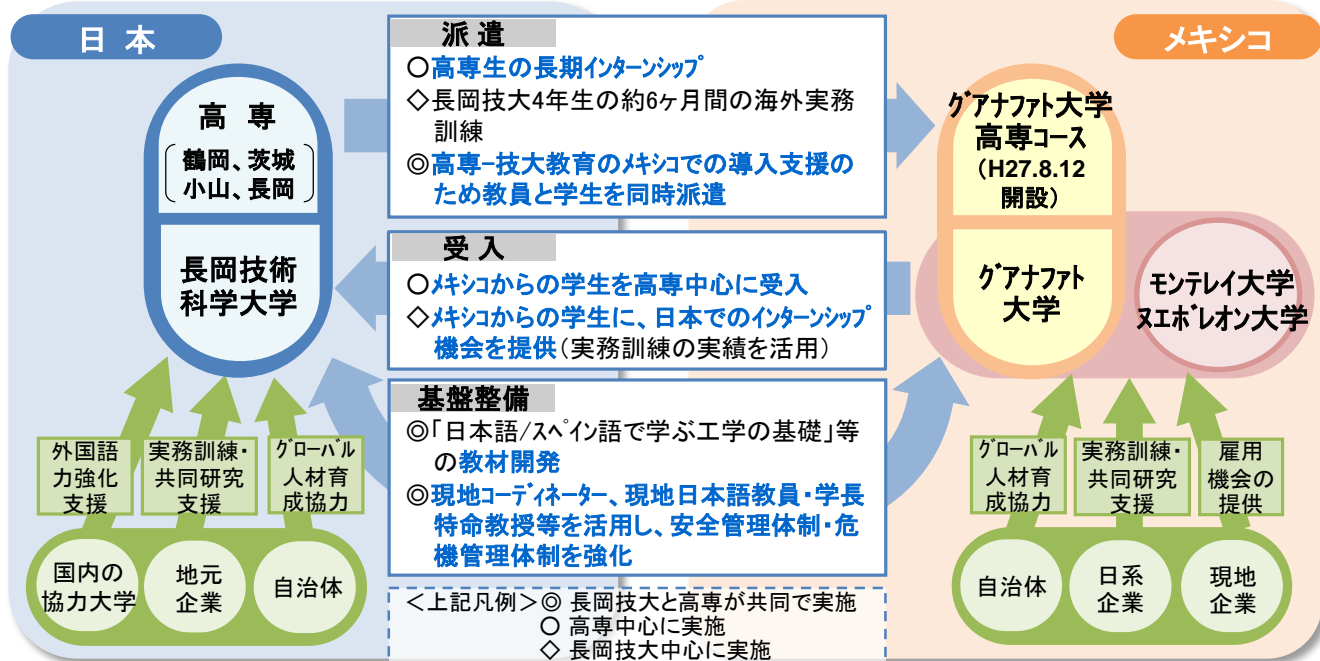 日 本
高 専
鶴岡、茨城
小山、長岡
長岡技術
科学大学
外国語
力強化
支援
実務訓練・
共同研究
支援
ｸﾞﾛｰﾊﾞﾙ
人材育
成協力
国内の
協力大学
地元
企業
自治体
派 遣
○高専生の長期ｲﾝﾀｰﾝｼｯﾌﾟ
◇長岡技大4年生の約6ヶ月間の海外実務
訓練
◎高専-技大教育のメキシコでの導入支援の
ため教員と学生を同時派遣
受 入
○ﾒｷｼｺからの学生を高専中心に受入
◇ﾒｷｼｺからの学生に、日本でのｲﾝﾀｰﾝｼｯﾌﾟ
機会を提供(実務訓練の実績を活用)
基盤整備
◎「日本語/ｽﾍﾟｲﾝ語で学ぶ工学の基礎」等
の教材開発
◎現地ｺｰﾃﾞｨﾈｰﾀｰ、現地日本語教員・学長
特命教授等を活用し、安全管理体制・危
機管理体制を強化
＜上記凡例＞◎ 長岡技大と高専が共同で実施
○ 高専中心に実施
◇ 長岡技大中心に実施
メキシコ
ｸﾞｱﾅﾌｧﾄ大学
高専コース
(H27.8.12
開設)
ｸﾞｱﾅﾌｧﾄ
大学
ﾓﾝﾃﾚｲ大学
ﾇｴﾎﾞﾚｵﾝ大学
ｸﾞﾛｰﾊﾞﾙ
人材育
成協力
実務訓練・
共同研究
支援
雇用
機会の
提供
自治体
日系
企業
現地
企業